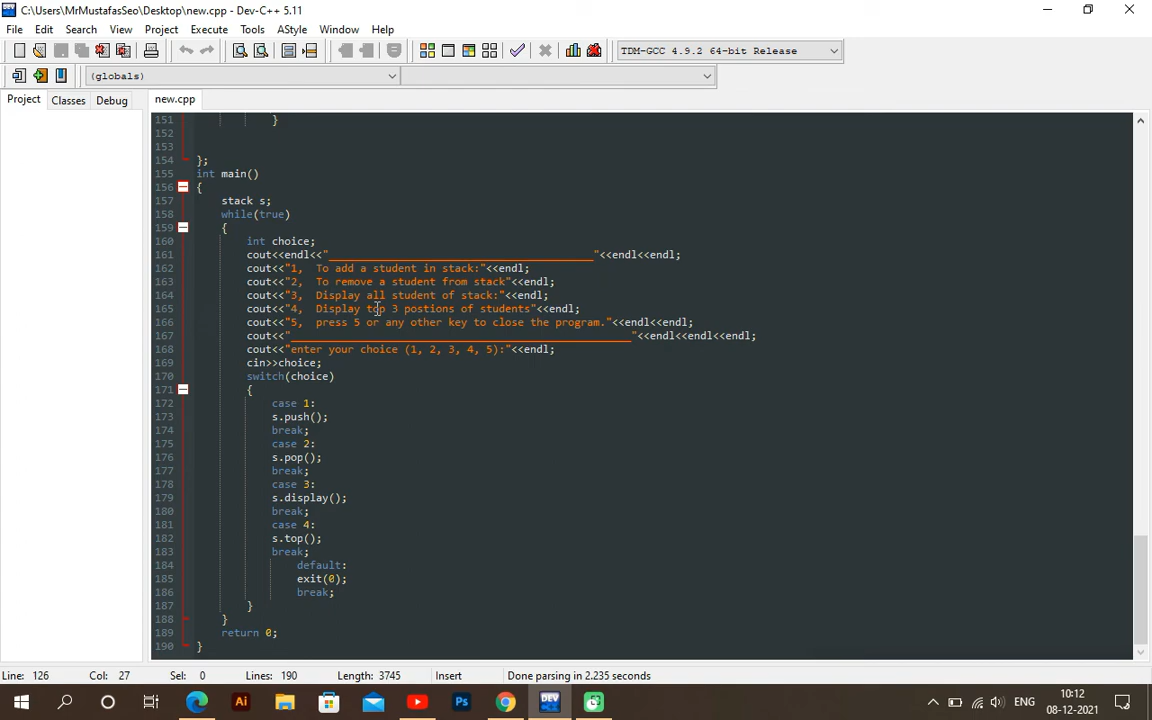 C:\Users\MrMustafasSeo\Desktop\new.cpp - Dev-C++ 5.11
File Edit Search View Project Execute Tools AStyle Window Help
TDM-GCC 4.9.2 64-bit Release
(globals)
Project Classes Debug new.cpp
151 }
152
153
154 };
155 int main()
156 {
157 stack s;
158 while(true)
159 {
160 int choice;
161 cout<<endl<<"__________________________________________"<<endl<<endl;
162 cout<<"1,  To add a student in stack:"<<endl;
163 cout<<"2,  To remove a student from stack"<<endl;
164 cout<<"3,  Display all student of stack:"<<endl;
165 cout<<"4,  Display top 3 postions of students"<<endl;
166 cout<<"5,  press 5 or any other key to close the program."<<endl<<endl;
167 cout<<"______________________________________________________"<<endl<<endl<<endl;
168 cout<<"enter your choice (1, 2, 3, 4, 5):"<<endl;
169 cin>>choice;
170 switch(choice)
171 {
172 case 1:
173 s.push();
174 break;
175 case 2:
176 s.pop();
177 break;
178 case 3:
179 s.display();
180 break;
181 case 4:
182 s.top();
183 break;
184 default:
185 exit(0);
186 break;
187 }
188 }
189 return 0;
190 }
Line: 126 Col: 27 Sel: 0 Lines: 190 Length: 3745 Insert Done parsing in 2.235 seconds
Ai Ps DEV ENG 10:12
08-12-2021